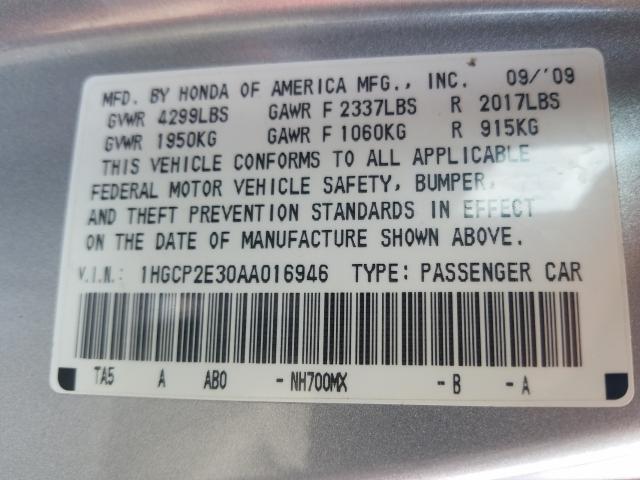 MFD. BY HONDA OF AMERICA MFG., INC. 09/'09
GVWR 4299LBS GAWR F 2337LBS R 2017LBS
GVWR 1950KG GAWR F 1060KG R 915KG
THIS VEHICLE CONFORMS TO ALL APPLICABLE
FEDERAL MOTOR VEHICLE SAFETY, BUMPER,
AND THEFT PREVENTION STANDARDS IN EFFECT
ON THE DATE OF MANUFACTURE SHOWN ABOVE.
V.I.N: 1HGCP2E30AA016946 TYPE: PASSENGER CAR
TA5 A AB0 -NH700MX -B -A